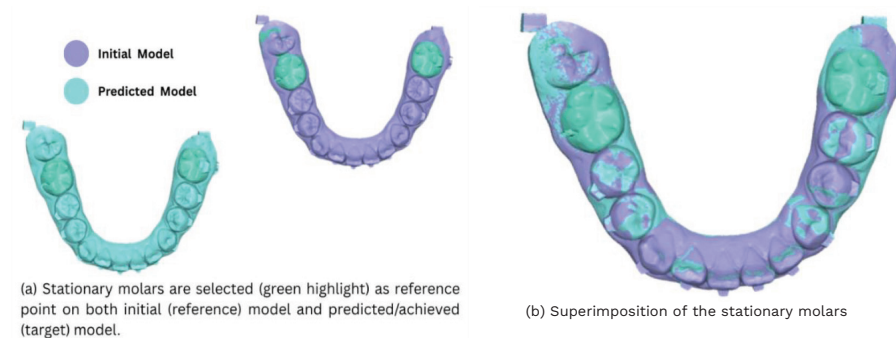 Initial Model
Predicted Model
(a) Stationary molars are selected (green highlight) as reference
point on both initial (reference) model and predicted/achieved
(target) model.
(b) Superimposition of the stationary molars